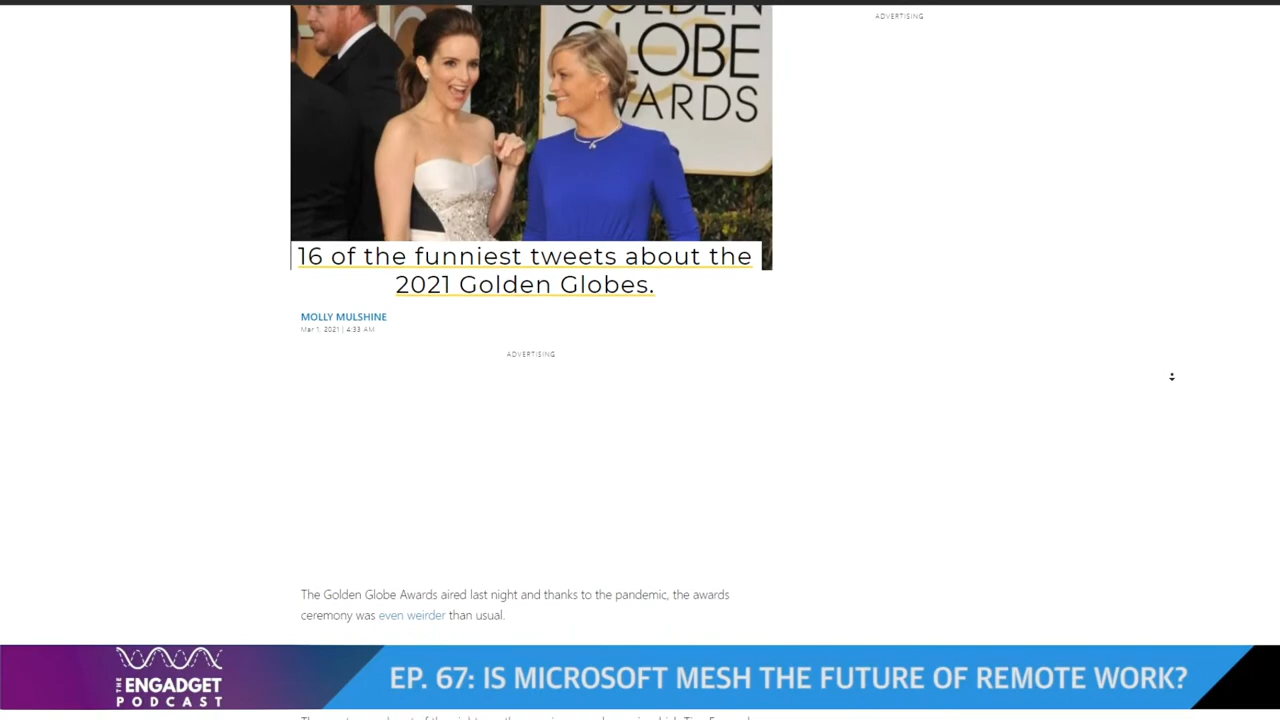 GOLDEN
GLOBE
AWARDS
ADVERTISING
16 of the funniest tweets about the
2021 Golden Globes.
MOLLY MULSHINE
Mar 1, 2021 | 4:33 AM
ADVERTISING
The Golden Globe Awards aired last night and thanks to the pandemic, the awards
ceremony was even weirder than usual.
THE
ENGADGET
PODCAST
EP. 67: IS MICROSOFT MESH THE FUTURE OF REMOTE WORK?